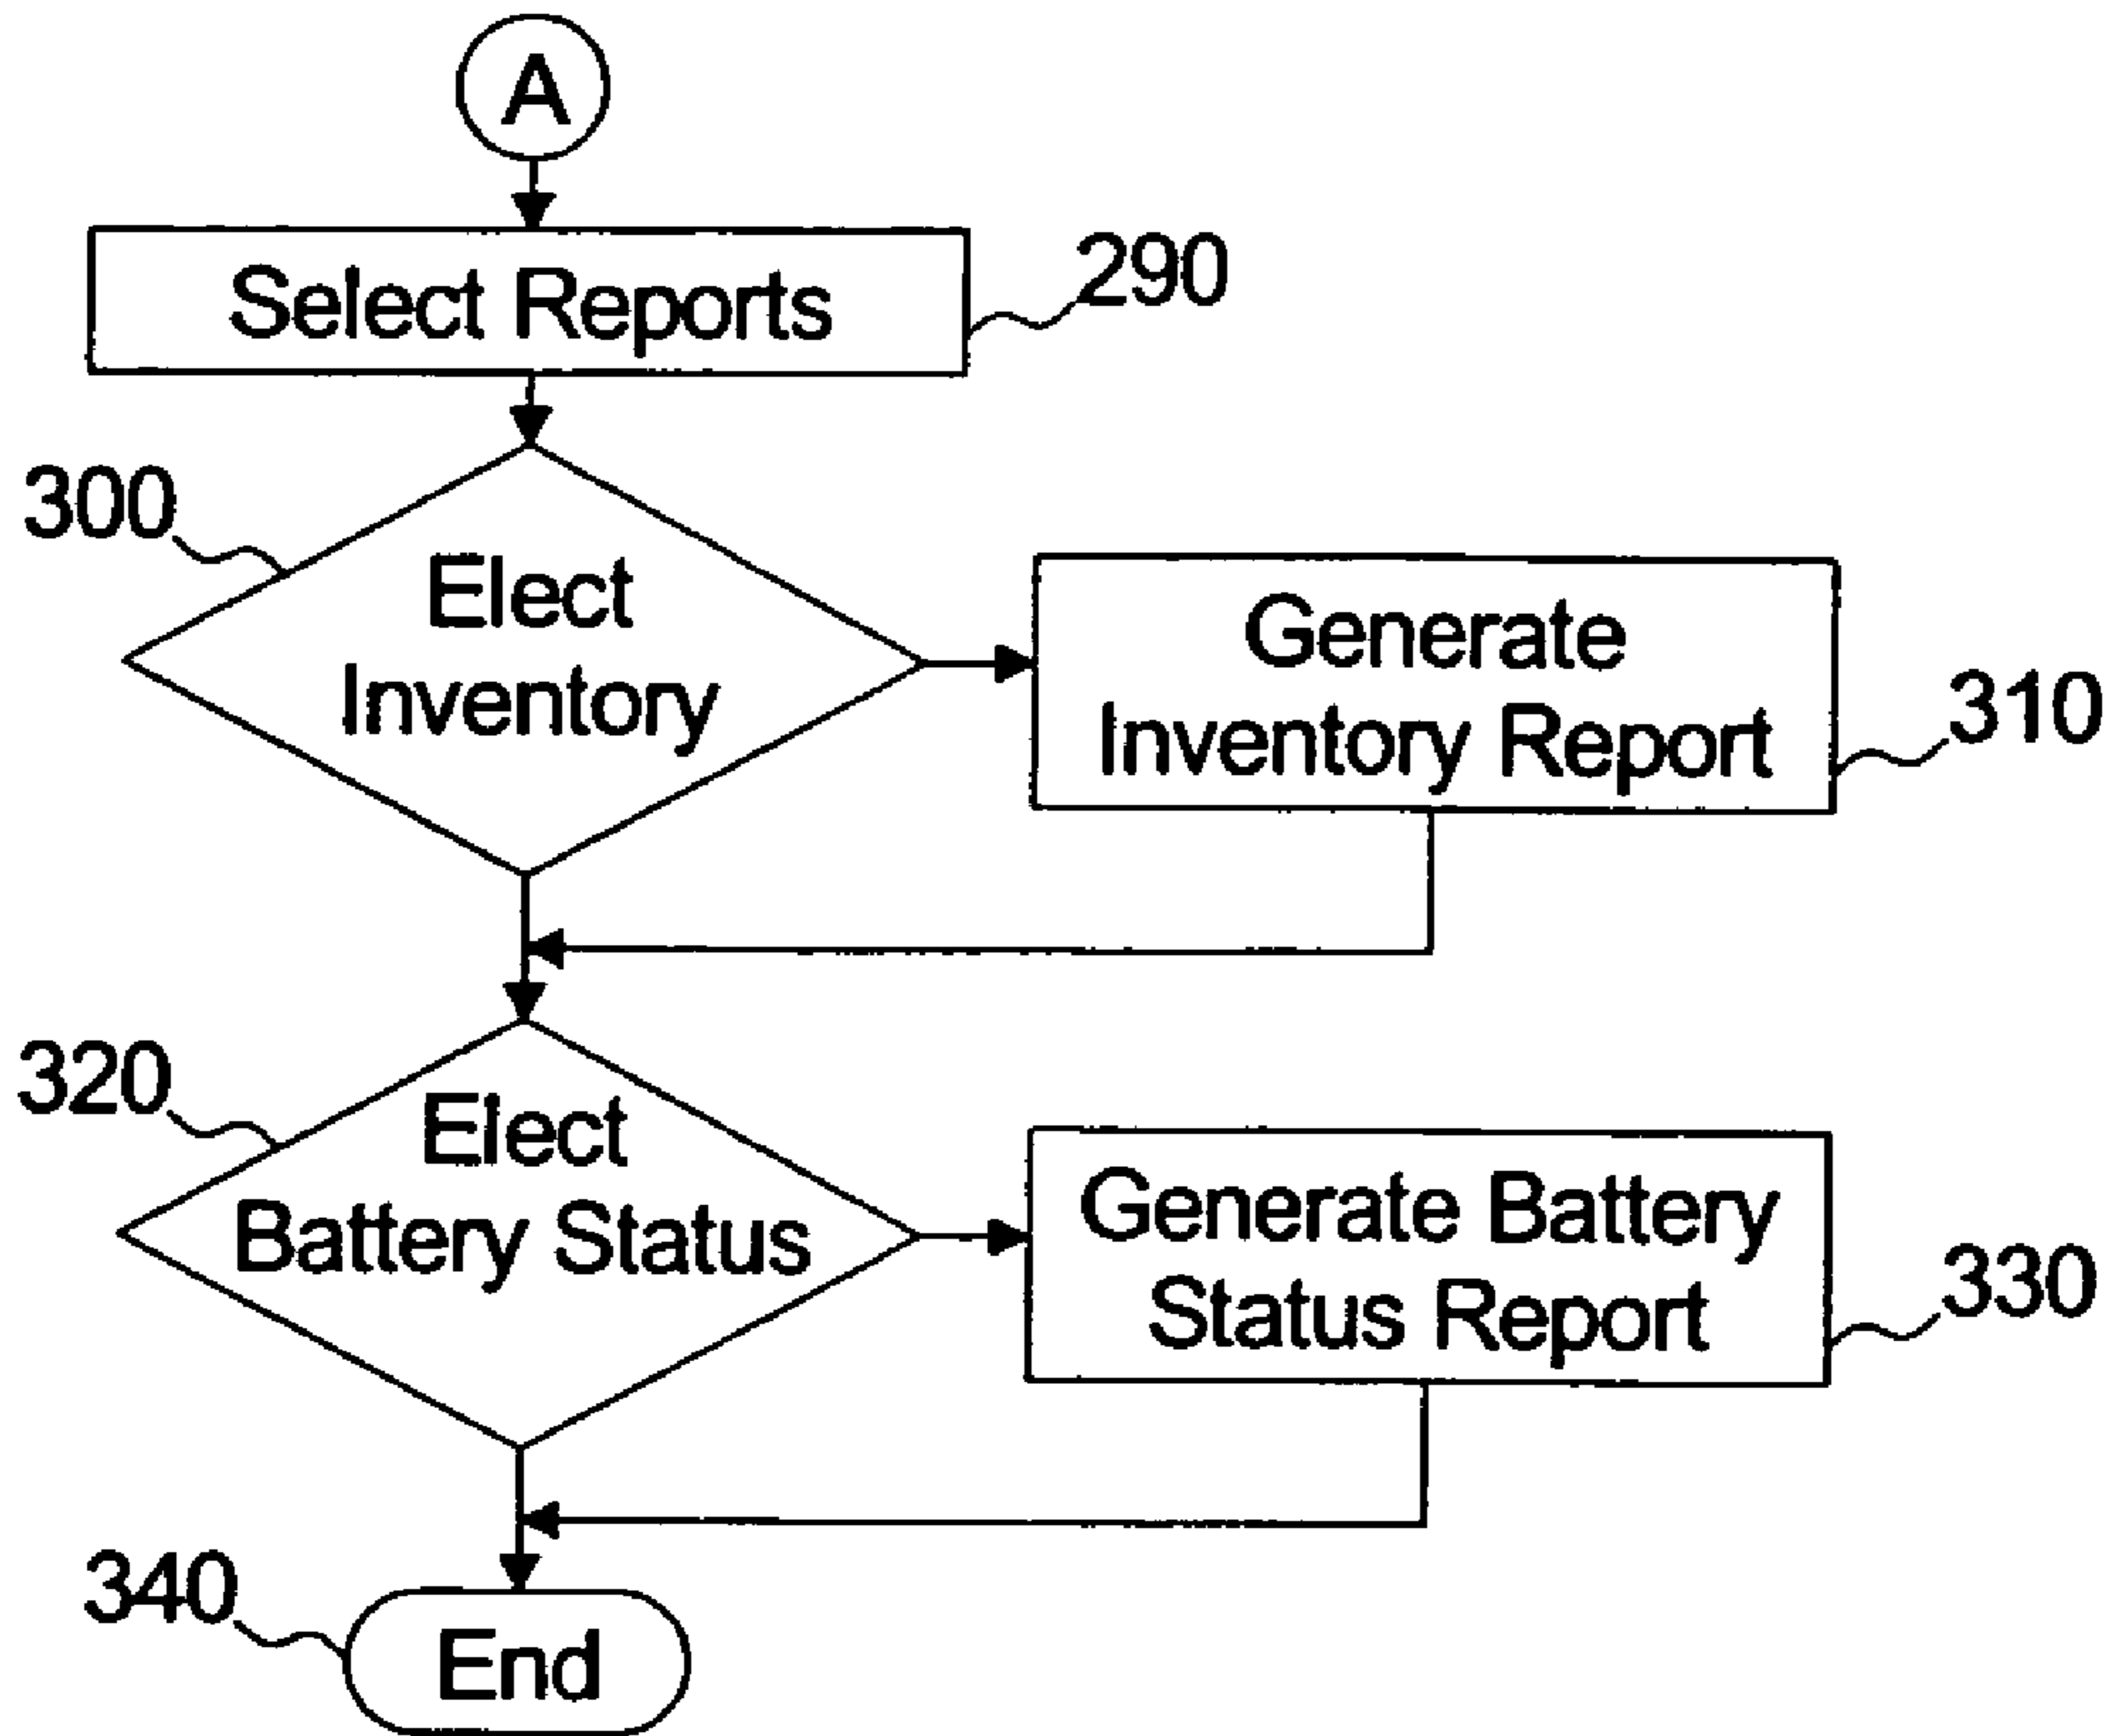 A
Select Reports
290
300
Elect
Inventory
Generate
Inventory Report
310
320
Elect
Battery Status
Generate Battery
Status Report
330
340
End